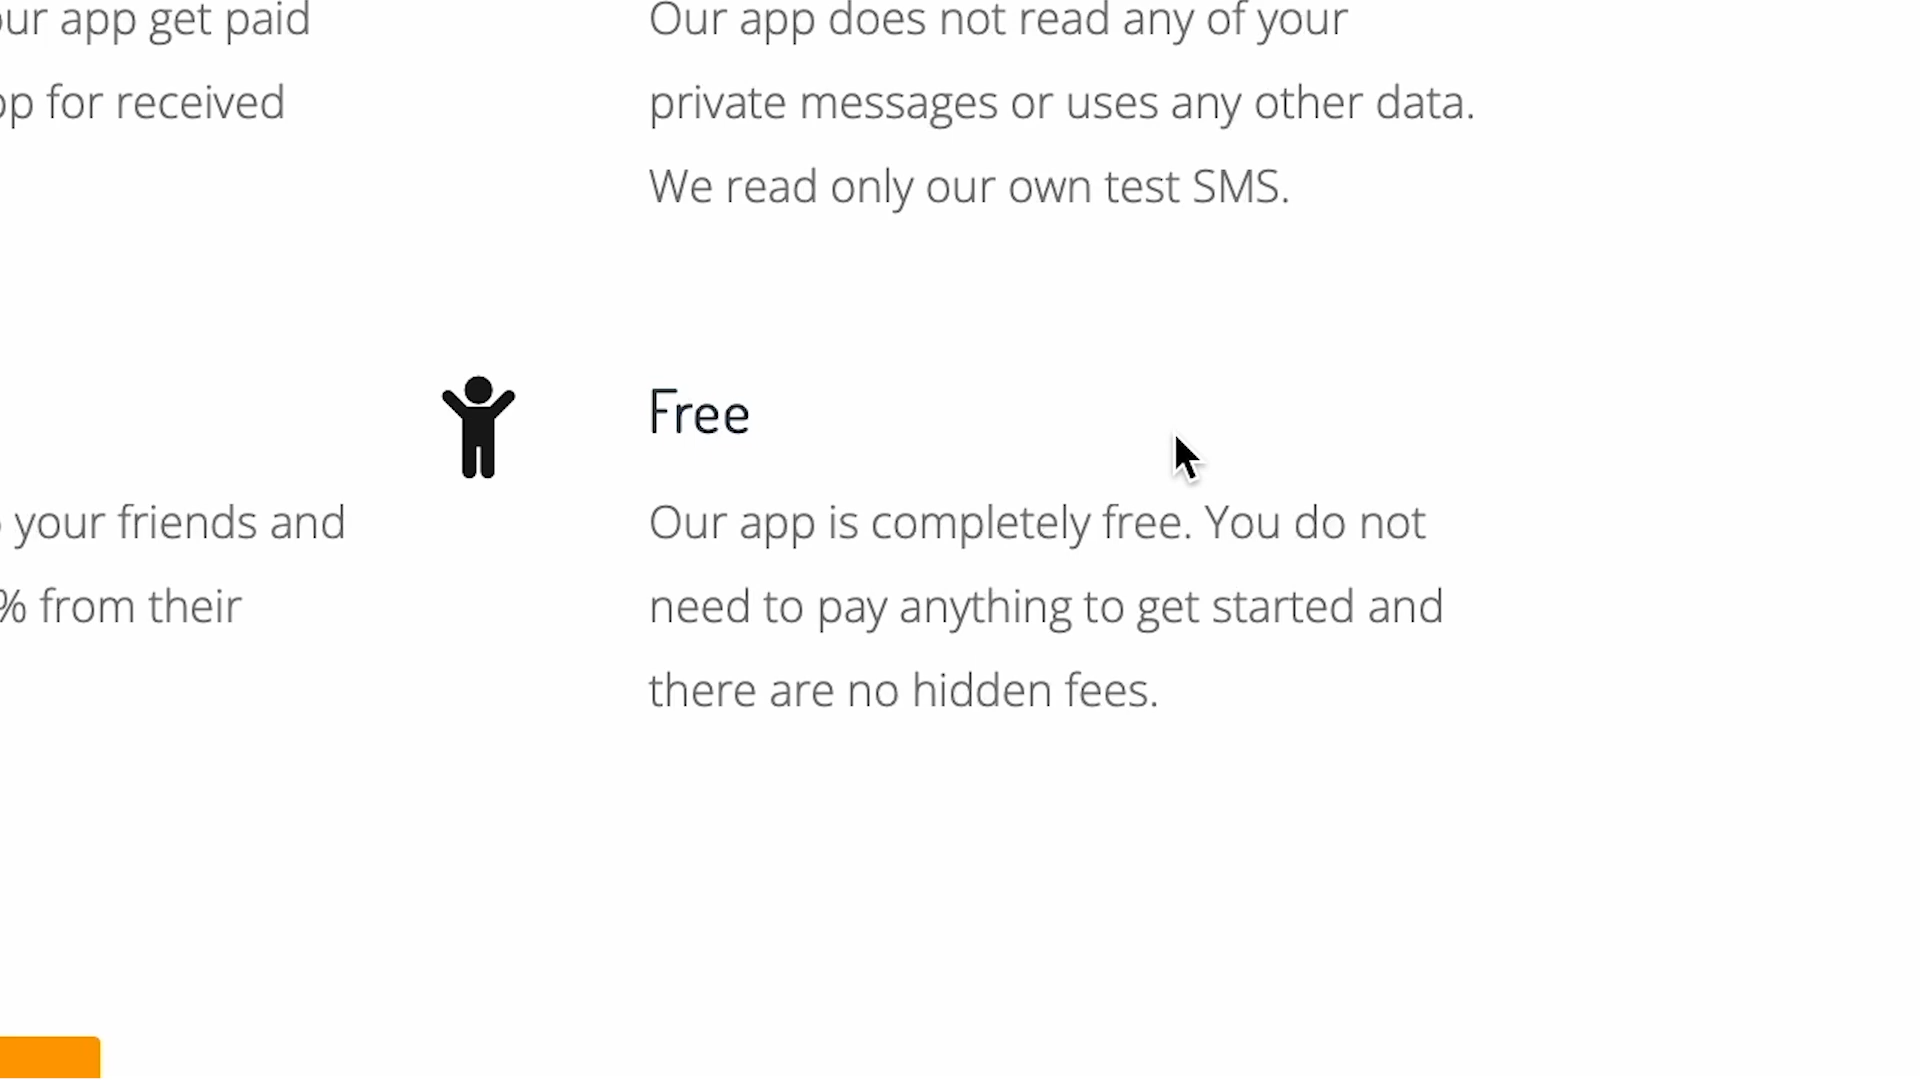 app get paid
for received
Our app does not read any of your
private messages or uses any other data.
We read only our own test SMS.
your friends and
% from their
Free
Our app is completely free. You do not
need to pay anything to get started and
there are no hidden fees.